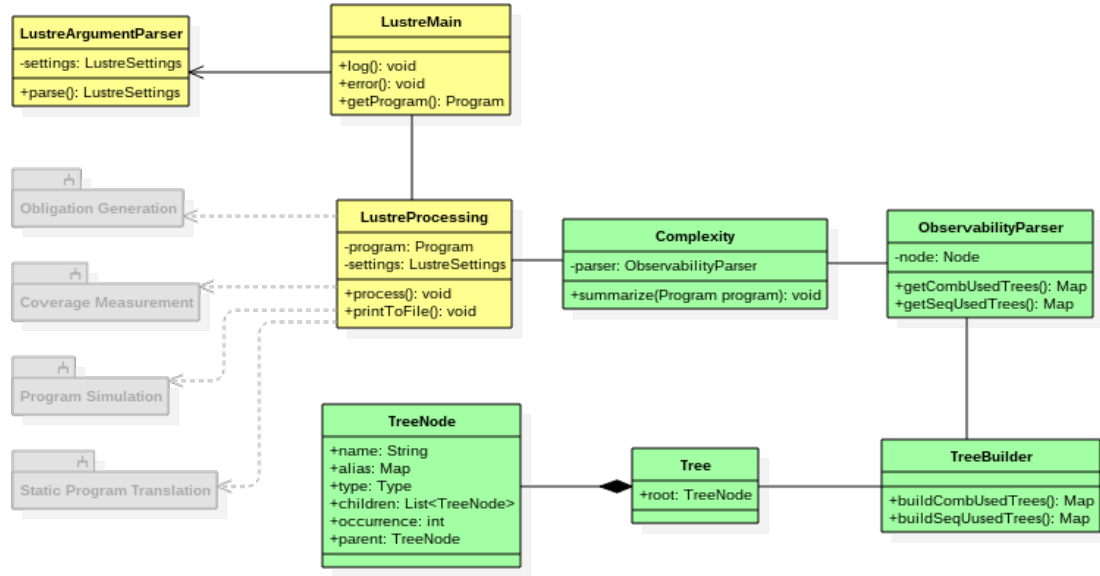 LustreArgumentParser
-settings: LustreSettings
+parse(): LustreSettings
LustreMain
+log(): void
+error(): void
+getProgram(): Program
Obligation Generation
Coverage Measurement
Program Simulation
Static Program Translation
LustreProcessing
-program: Program
-settings: LustreSettings
+process(): void
+printToFile(): void
Complexity
-parser: ObservabilityParser
+summarize(Program program): void
ObservabilityParser
-node: Node
+getCombUsedTrees(): Map
+getSeqUsedTrees(): Map
TreeNode
+name: String
+alias: Map
+type: Type
+children: List<TreeNode>
+occurrence: int
+parent: TreeNode
Tree
+root: TreeNode
TreeBuilder
+buildCombUsedTrees(): Map
+buildSeqUusedTrees(): Map